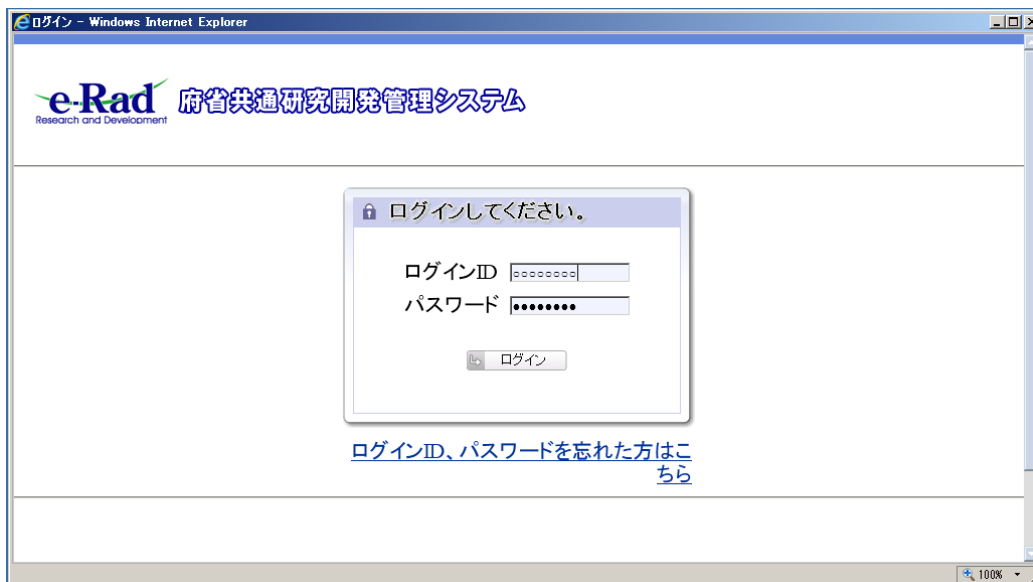 ログイン - Windows Internet Explorer
e-Rad 府省共通研究開発管理システム
Research and Development
ログインしてください。
ログインID ○○○○○○○○
パスワード ●●●●●●●●
ログイン
ログインID、パスワードを忘れた方はこ
ちら
100%